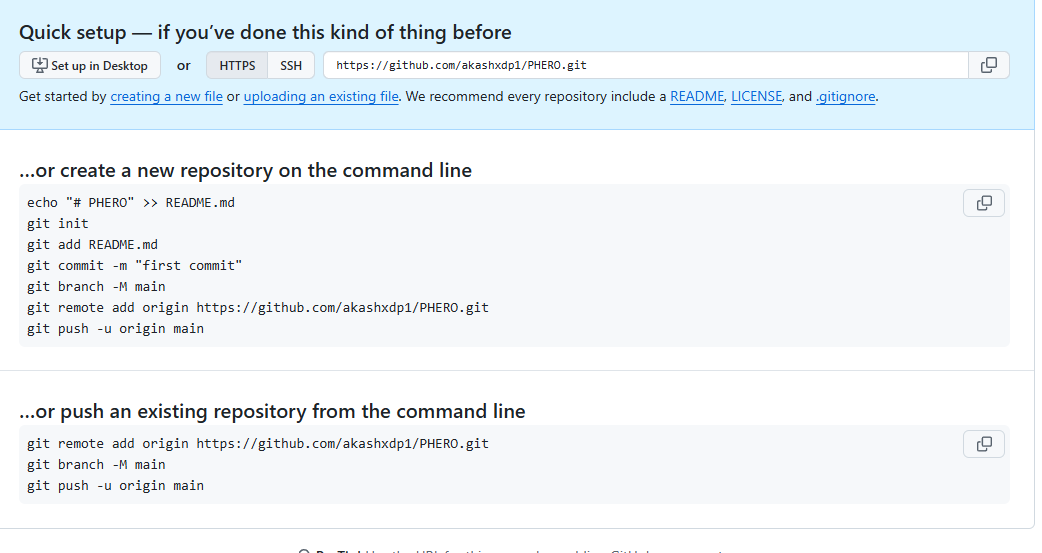 Quick setup — if you’ve done this kind of thing before
Set up in Desktop or HTTPS SSH https://github.com/akashxdp1/PHERO.git
Get started by creating a new file or uploading an existing file. We recommend every repository include a README, LICENSE, and .gitignore.
…or create a new repository on the command line
echo "# PHERO" >> README.md
git init
git add README.md
git commit -m "first commit"
git branch -M main
git remote add origin https://github.com/akashxdp1/PHERO.git
git push -u origin main
…or push an existing repository from the command line
git remote add origin https://github.com/akashxdp1/PHERO.git
git branch -M main
git push -u origin main